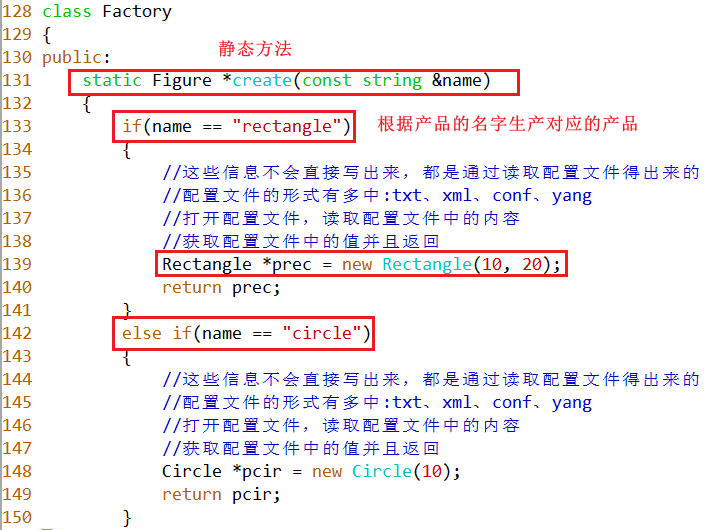 128 class Factory
129 {
130 public:
静态方法
131     static Figure *create(const string &name)
132     {
133         if(name == "rectangle") 根据产品的名字生产对应的产品
134         {
135             //这些信息不会直接写出来，都是通过读取配置文件得出来的
136             //配置文件的形式有多中:txt、xml、conf、yang
137             //打开配置文件，读取配置文件中的内容
138             //获取配置文件中的值并且返回
139             Rectangle *prec = new Rectangle(10, 20);
140             return prec;
141         }
142         else if(name == "circle")
143         {
144             //这些信息不会直接写出来，都是通过读取配置文件得出来的
145             //配置文件的形式有多中:txt、xml、conf、yang
146             //打开配置文件，读取配置文件中的内容
147             //获取配置文件中的值并且返回
148             Circle *pcir = new Circle(10);
149             return pcir;
150         }